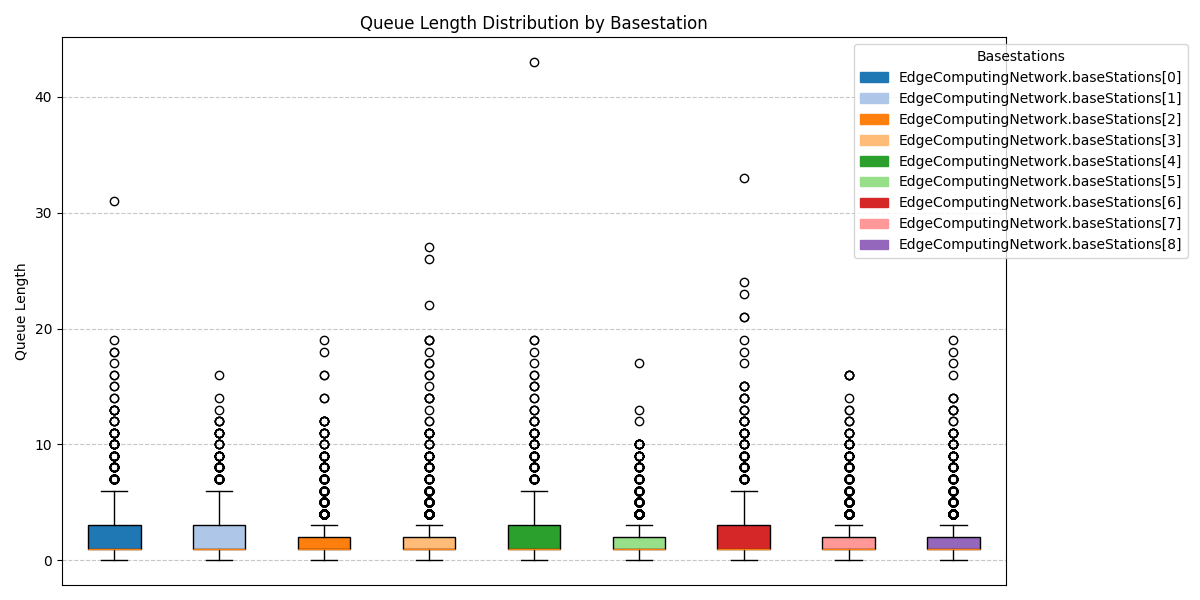 Queue Length Distribution by Basestation
Queue Length
40
30
20
10
0
Basestations
EdgeComputingNetwork.baseStations[0]
EdgeComputingNetwork.baseStations[1]
EdgeComputingNetwork.baseStations[2]
EdgeComputingNetwork.baseStations[3]
EdgeComputingNetwork.baseStations[4]
EdgeComputingNetwork.baseStations[5]
EdgeComputingNetwork.baseStations[6]
EdgeComputingNetwork.baseStations[7]
EdgeComputingNetwork.baseStations[8]